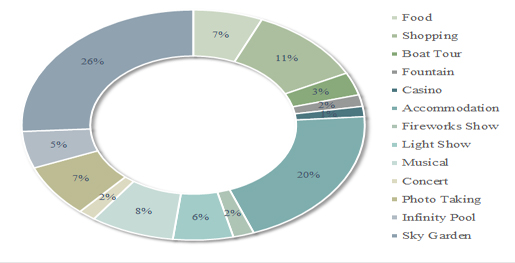 7%
11%
3%
2%
1%
20%
2%
6%
8%
2%
7%
5%
26%
Food
Shopping
Boat Tour
Fountain
Casino
Accommodation
Fireworks Show
Light Show
Musical
Concert
Photo Taking
Infinity Pool
Sky Garden